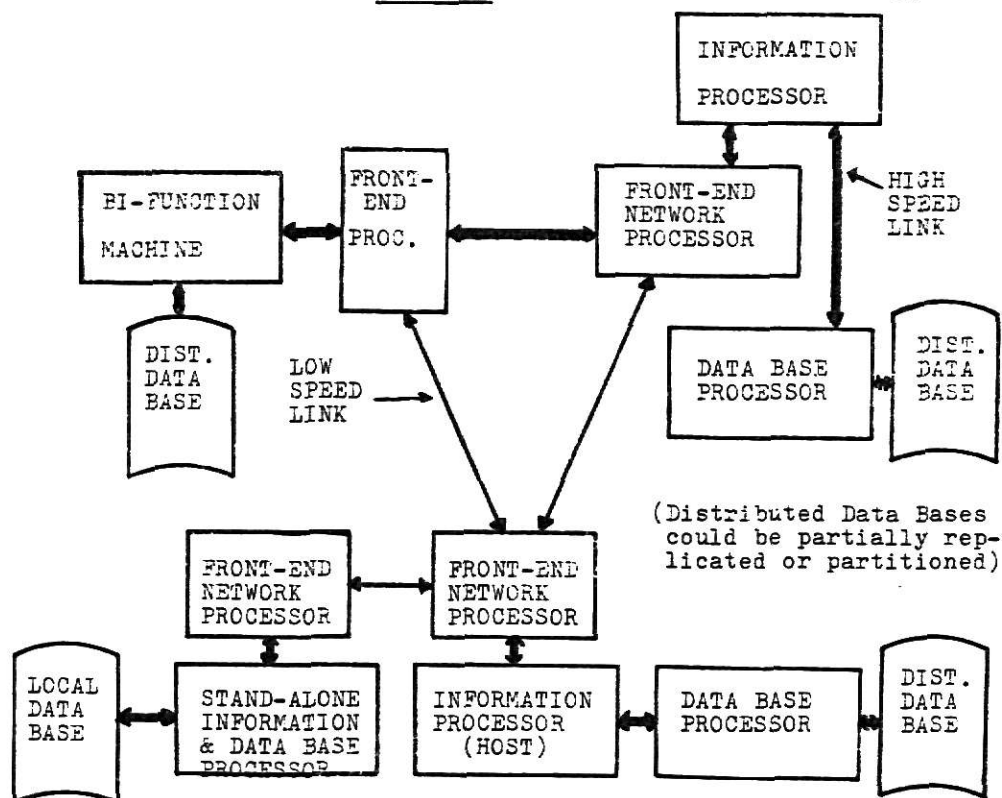 INFORMATION
PROCESSOR
FRONT-
END
PROC.
BI-FUNCTION
MACHINE
FRONT-END
NETWORK
PROCESSOR
HIGH
SPEED
LINK
DIST.
DATA
BASE
LOW
SPEED
LINK
DATA BASE
PROCESSOR
DIST.
DATA
BASE
(Distributed Data Bases
could be partially rep-
licated or partitioned)
FRONT-END
NETWORK
PROCESSOR
FRONT-END
NETWORK
PROCESSOR
LOCAL
DATA
BASE
STAND-ALONE
INFORMATION
& DATA BASE
PROCESSOR
INFORMATION
PROCESSOR
(HOST)
DATA BASE
PROCESSOR
DIST.
DATA
BASE